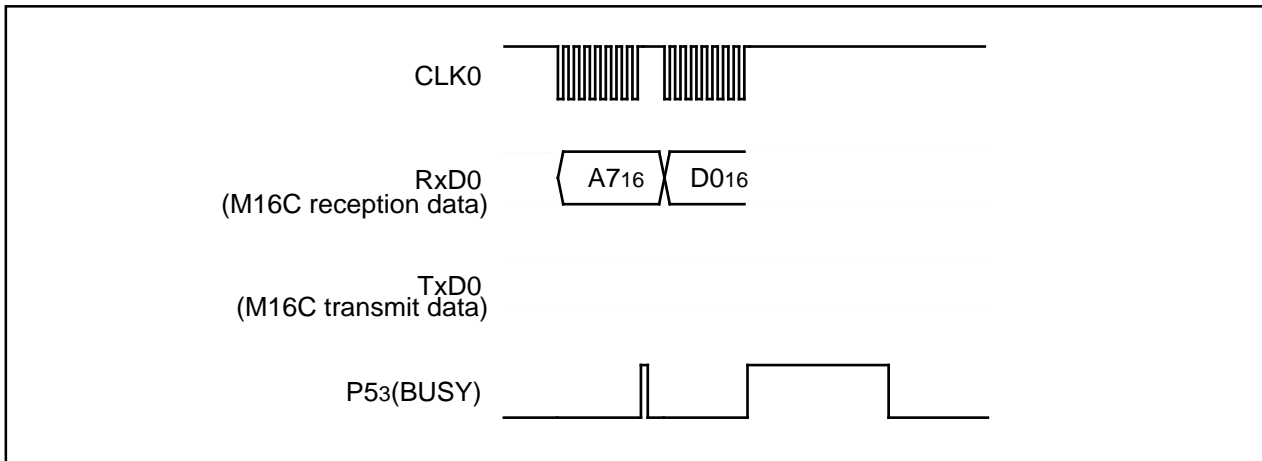 CLK0
RxD0
(M16C reception data)
A716
D016
TxD0
(M16C transmit data)
P53(BUSY)